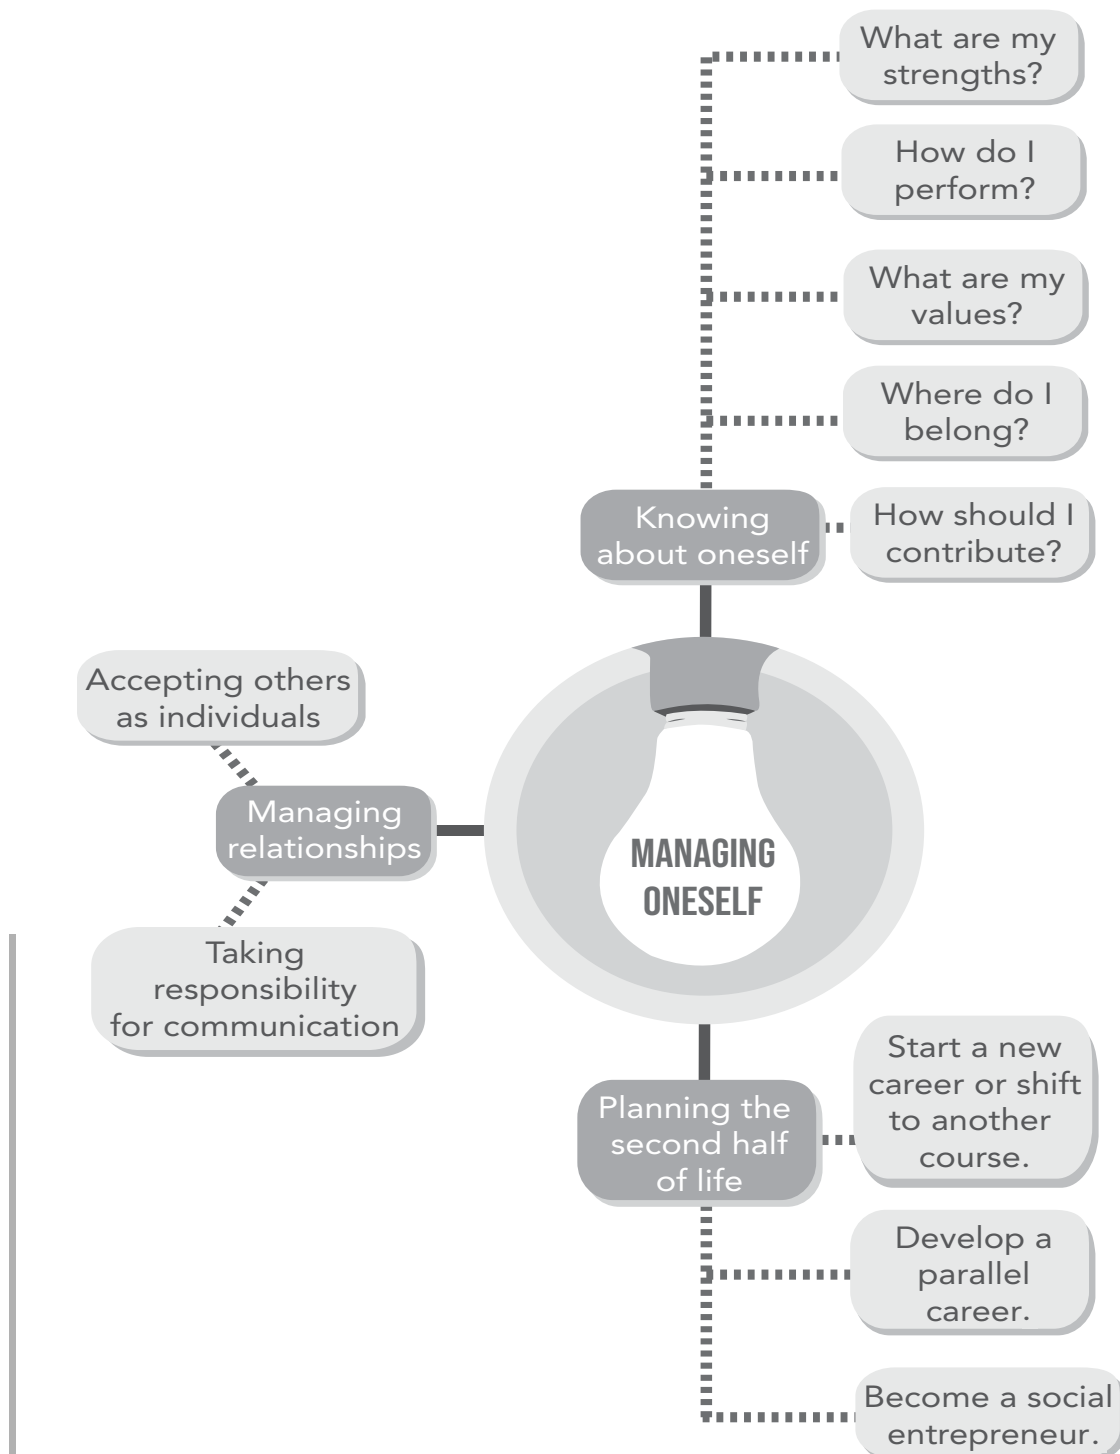 What are my
strengths?
How do I
perform?
What are my
values?
Where do I
belong?
Knowing
about oneself
How should I
contribute?
Accepting others
as individuals
Managing
relationships
Taking
responsibility
for communication
MANAGING
ONESELF
Planning the
second half
of life
Start a new
career or shift
to another
course.
Develop a
parallel
career.
Become a social
entrepreneur.